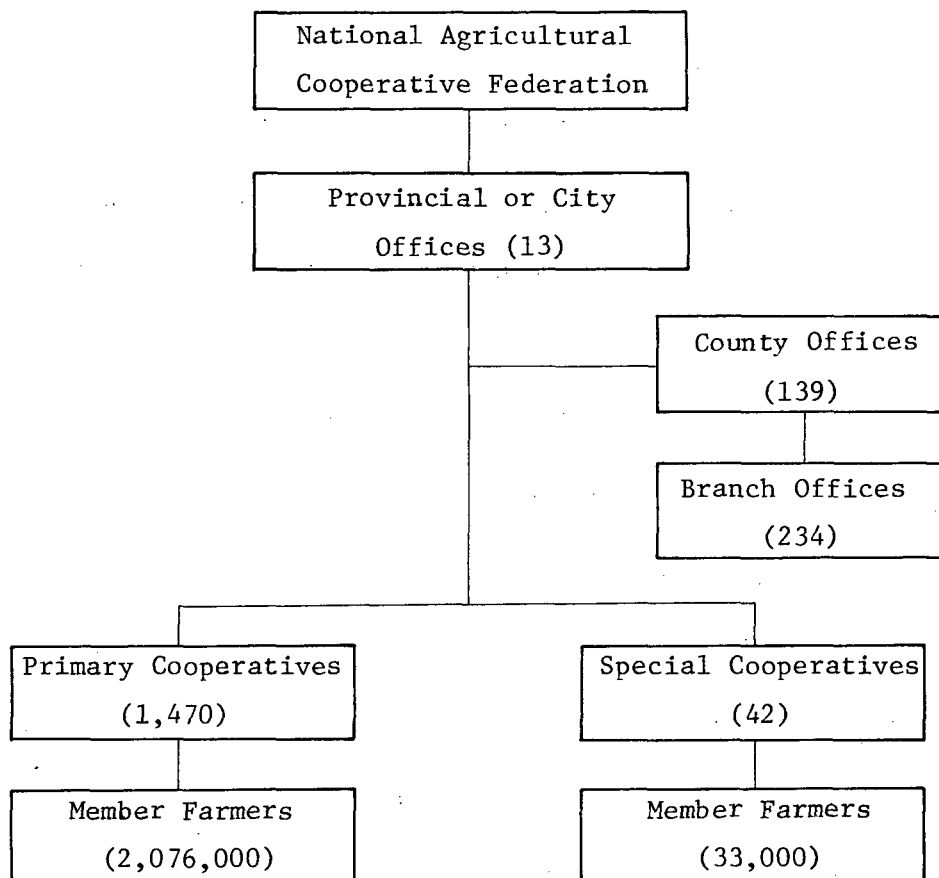 National Agricultural
Cooperative Federation
Provincial or City
Offices (13)
County Offices
(139)
Branch Offices
(234)
Primary Cooperatives
(1,470)
Special Cooperatives
(42)
Member Farmers
(2,076,000)
Member Farmers
(33,000)